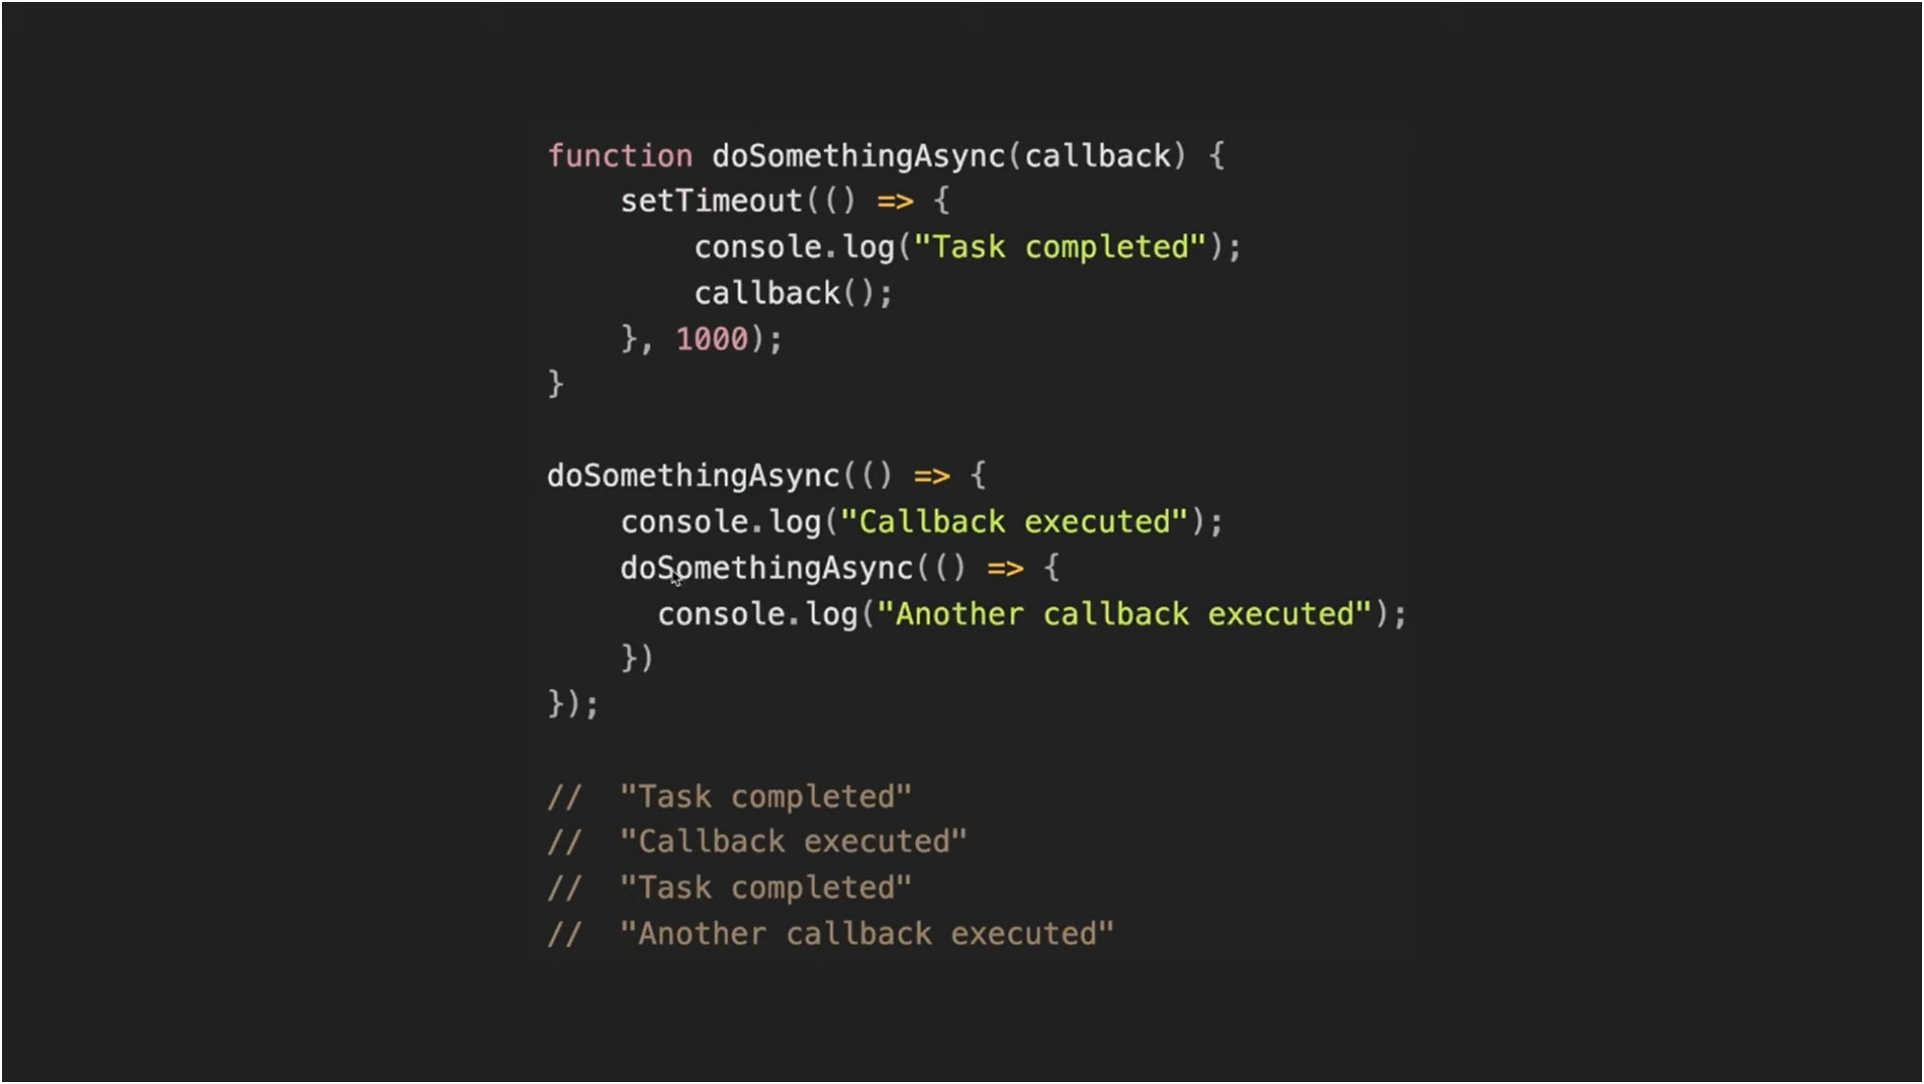 function doSomethingAsync(callback) {
    setTimeout(() => {
        console.log("Task completed");
        callback();
    }, 1000);
}

doSomethingAsync(() => {
    console.log("Callback executed");
    doSomethingAsync(() => {
      console.log("Another callback executed");
    })
});

//  "Task completed"
//  "Callback executed"
//  "Task completed"
//  "Another callback executed"